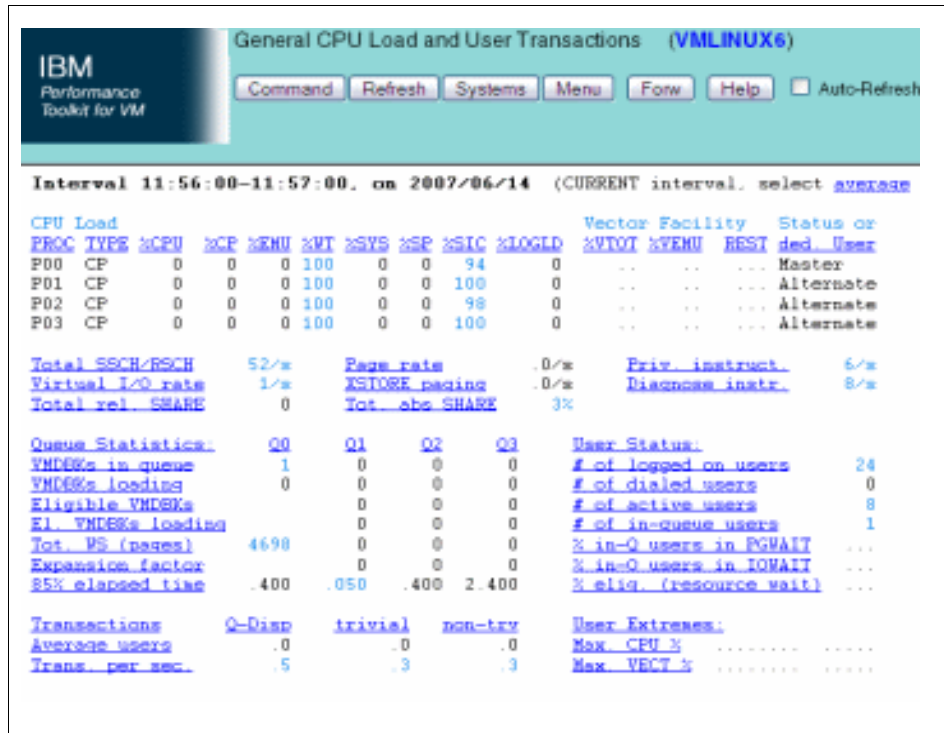 General CPU Load and User Transactions (VMLINUX6)
IBM
Performance
Toolkit for VM
Command Refresh Systems Menu Forw Help Auto-Refresh
Interval 11:56:00-11:57:00, on 2007/06/14 (CURRENT interval, select average
CPU Load Vector Facility Status or
PROC TYPE %CPU %CP %EMU %WT %SYS %SP %SIC %LOGLD %VTOT %VEMU REST ded. User
P00 CP 0 0 0 100 0 0 94 0 .. .. ... Master
P01 CP 0 0 0 100 0 0 100 0 .. .. ... Alternate
P02 CP 0 0 0 100 0 0 98 0 .. .. ... Alternate
P03 CP 0 0 0 100 0 0 100 0 .. .. ... Alternate
Total SSCH/RSCH 52/m Page rate .0/m Priv. instruct. 6/m
Virtual I/O rate 1/m XSTORE paging .0/m Diagnose instr. 8/m
Total rel. SHARE 0 Tot. abs SHARE 3%
Queue Statistics: Q0 Q1 Q2 Q3 User Status:
VMDBKs in queue 1 0 0 0 # of logged on users 24
VMDBKs loading 0 0 0 0 # of dialed users 0
Eligible VMDBKs 0 0 0 # of active users 8
El. VMDBKs loading 0 0 0 # of in-queue users 1
Tot. WS (pages) 4698 0 0 0 % in-Q users in PGWAIT ...
Expansion factor 0 0 0 % in-Q users in IOWAIT ...
85% elapsed time .400 .050 .400 2.400 % elig. (resource wait) ...
Transactions Q-Disp trivial non-trv User Extremes:
Average users .0 .0 .0 Max. CPU % ........ .....
Trans. per sec. .5 .3 .3 Max. VECT % ........ .....